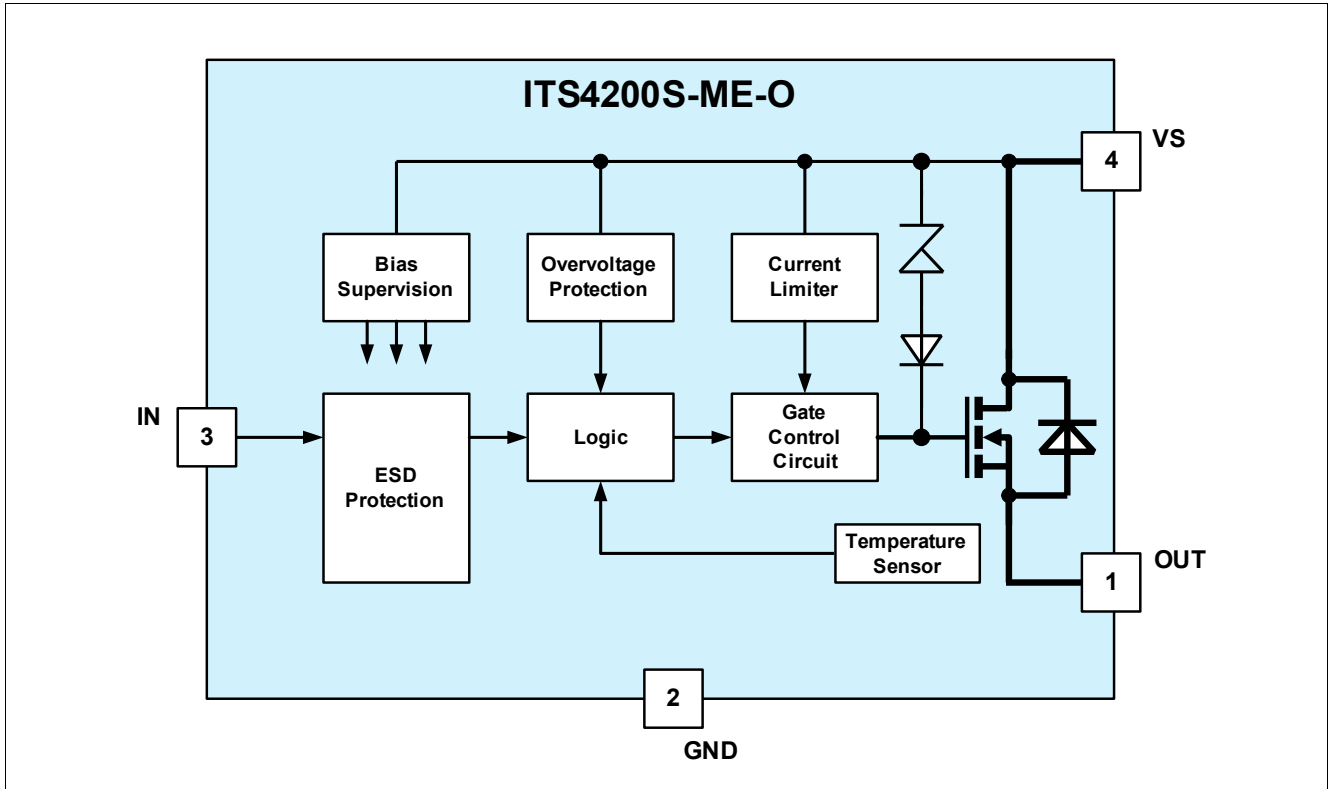 ITS4200S-ME-O
4
VS
Bias
Supervision
Overvoltage
Protection
Current
Limiter
IN
3
ESD
Protection
Logic
Gate
Control
Circuit
Temperature
Sensor
1
OUT
2
GND